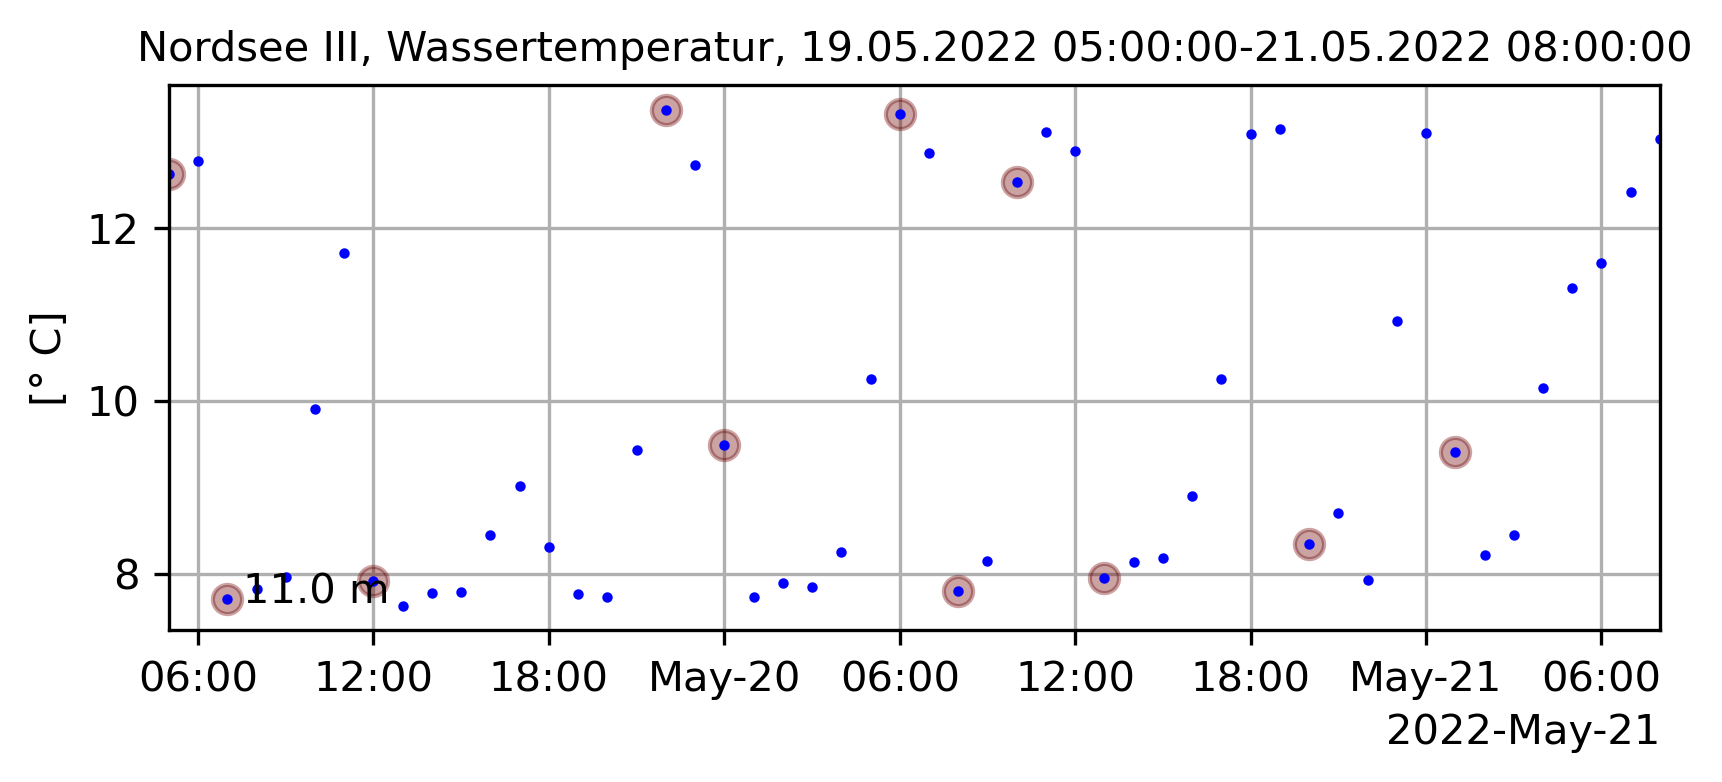 Nordsee III, Wassertemperatur, 19.05.2022 05:00:00-21.05.2022 08:00:00
[° C]
12
10
8
11.0 m
06:00 12:00 18:00 May-20 06:00 12:00 18:00 May-21 06:00
2022-May-21